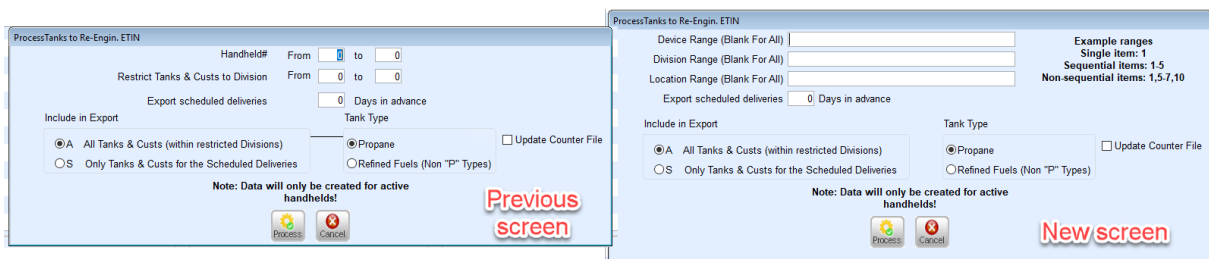 ProcessTanks to Re-Engin. ETIN
Handheld# From 0 to 0
Restrict Tanks & Custs to Division From 0 to 0
Export scheduled deliveries 0 Days in advance
Include in Export Tank Type
A All Tanks & Custs (within restricted Divisions) Propane Update Counter File
S Only Tanks & Custs for the Scheduled Deliveries Refined Fuels (Non "P" Types)
Note: Data will only be created for active
handhelds!
Process Cancel
Previous
screen
ProcessTanks to Re-Engin. ETIN
Device Range (Blank For All)
Division Range (Blank For All)
Location Range (Blank For All)
Example ranges
Single item: 1
Sequential items: 1-5
Non-sequential items: 1,5-7,10
Export scheduled deliveries 0 Days in advance
Include in Export Tank Type
A All Tanks & Custs (within restricted Divisions) Propane Update Counter File
S Only Tanks & Custs for the Scheduled Deliveries Refined Fuels (Non "P" Types)
Note: Data will only be created for active
handhelds!
Process Cancel
New screen